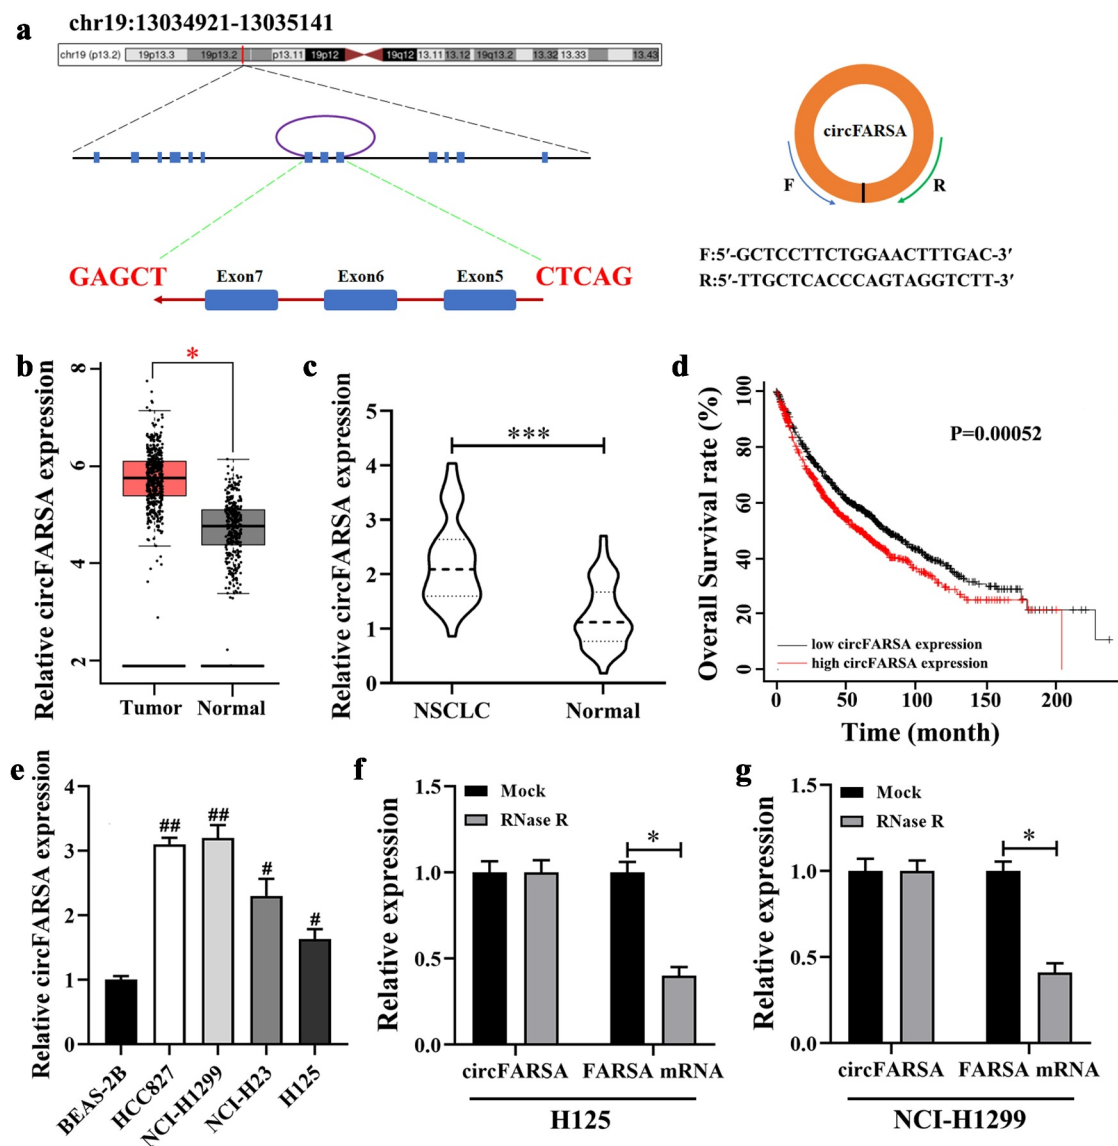 a
chr19:13034921-13035141
chr19 (p13.2) 19p13.3 19p13.2 p13.11 19p12 19q12 13.11 13.12 19q13.2 13.32 13.33 13.43
circFARSA
F R
GAGCT Exon7 Exon6 Exon5 CTCAG
F:5′-GCTCCTTCTGGAACTTTGAC-3′
R:5′-TTGCTCACCCAGTAGGTCTT-3′
b
Relative circFARSA expression
8
6
4
2
*
Tumor Normal
c
Relative circFARSA expression
5
4
3
2
1
0
***
NSCLC Normal
d
Overall Survival rate (%)
100
80
60
40
20
0
P=0.00052
low circFARSA expression
high circFARSA expression
0 50 100 150 200
Time (month)
e
Relative circFARSA expression
4
3
2
1
0
## ## # #
BEAS-2B HCC827 NCI-H1299 NCI-H23 H125
f
Relative expression
1.5
1.0
0.5
0.0
Mock
RNase R
*
circFARSA FARSA mRNA
H125
g
Relative expression
1.5
1.0
0.5
0.0
Mock
RNase R
*
circFARSA FARSA mRNA
NCI-H1299